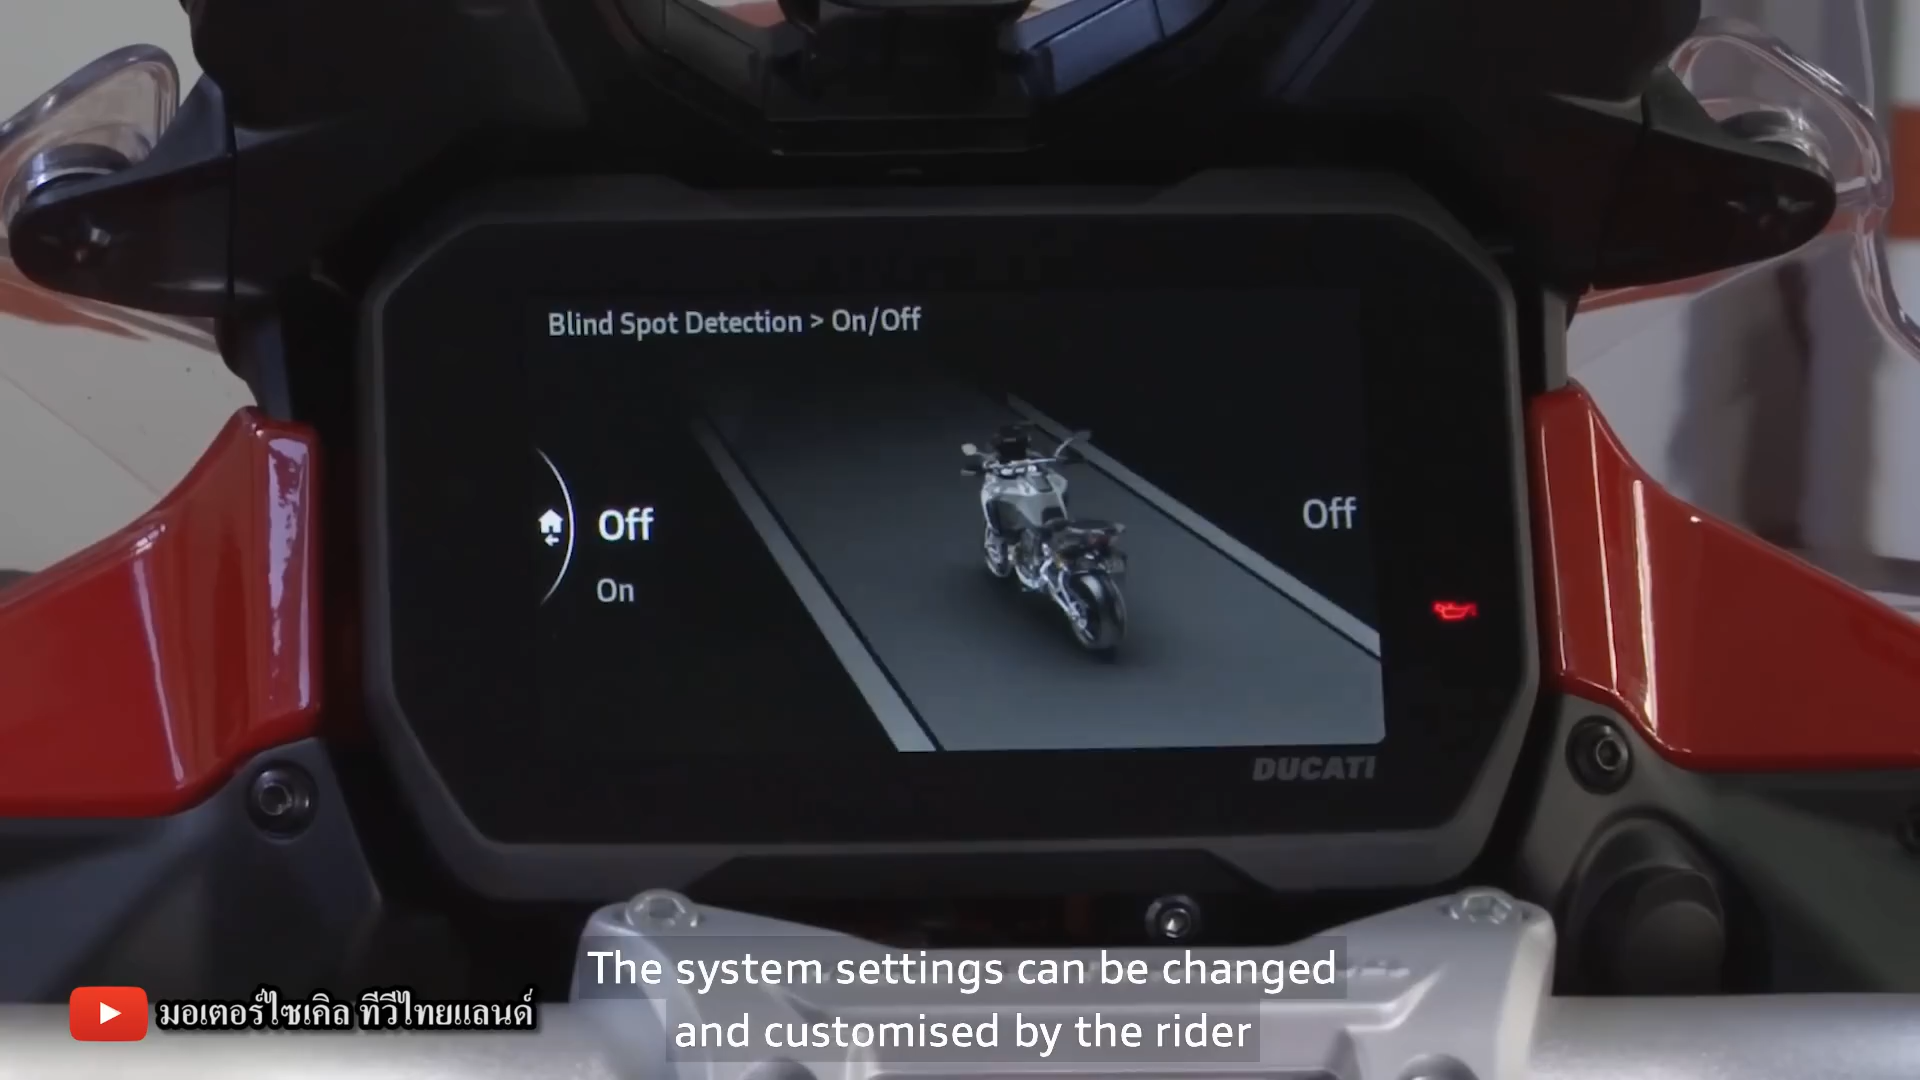 Blind Spot Detection > On/Off
Off
On
Off
DUCATI
The system settings can be changed
and customised by the rider
มอเตอร์ไซเคิล ทีวีไทยแลนด์